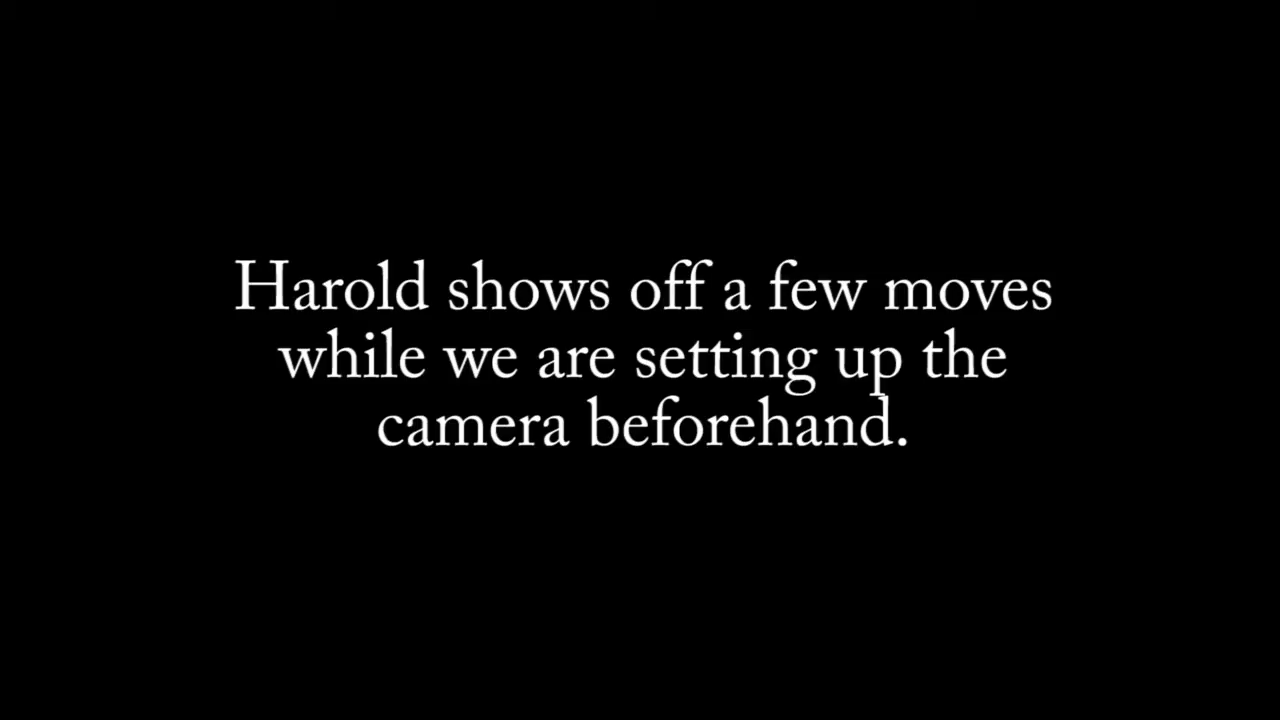 Harold shows off a few moves
while we are setting up the
camera beforehand.